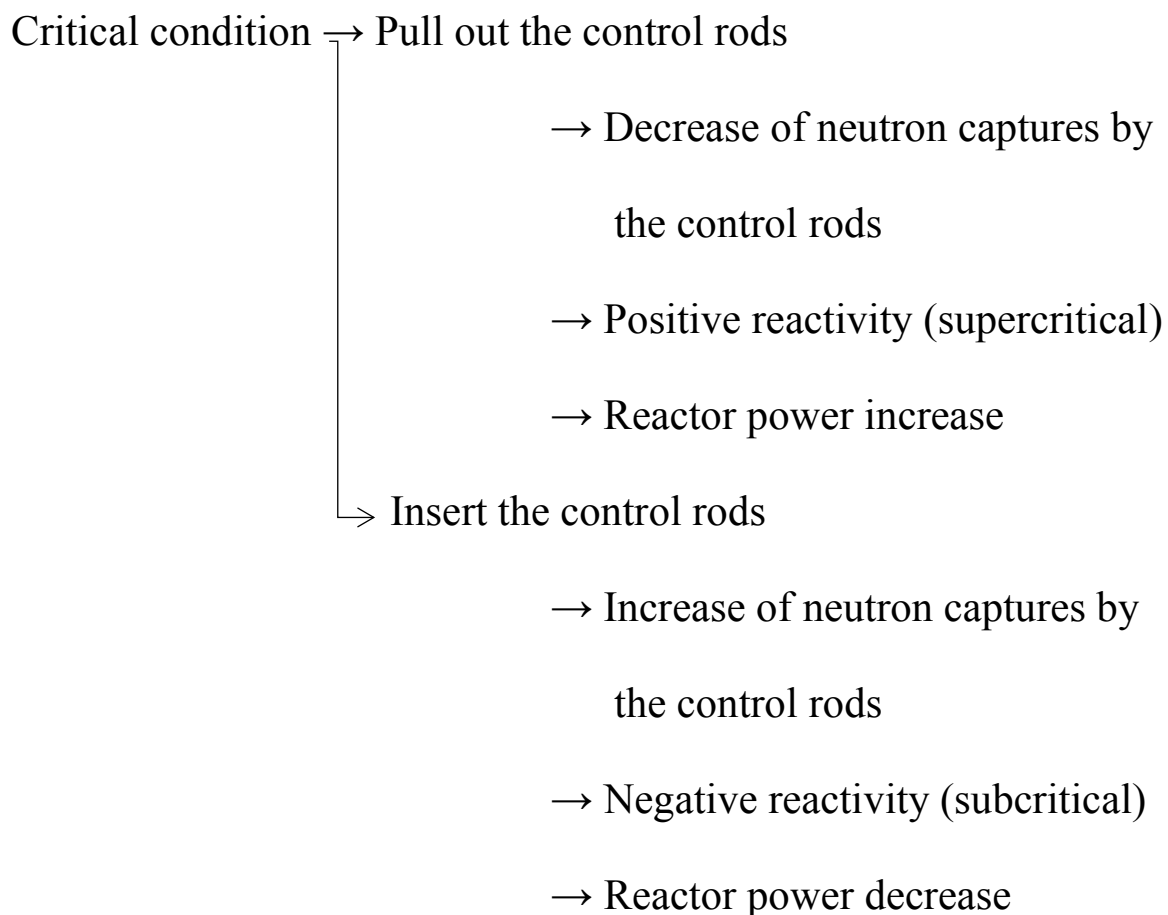 Critical condition → Pull out the control rods
→ Decrease of neutron captures by
the control rods
→ Positive reactivity (supercritical)
→ Reactor power increase
Insert the control rods
→ Increase of neutron captures by
the control rods
→ Negative reactivity (subcritical)
→ Reactor power decrease